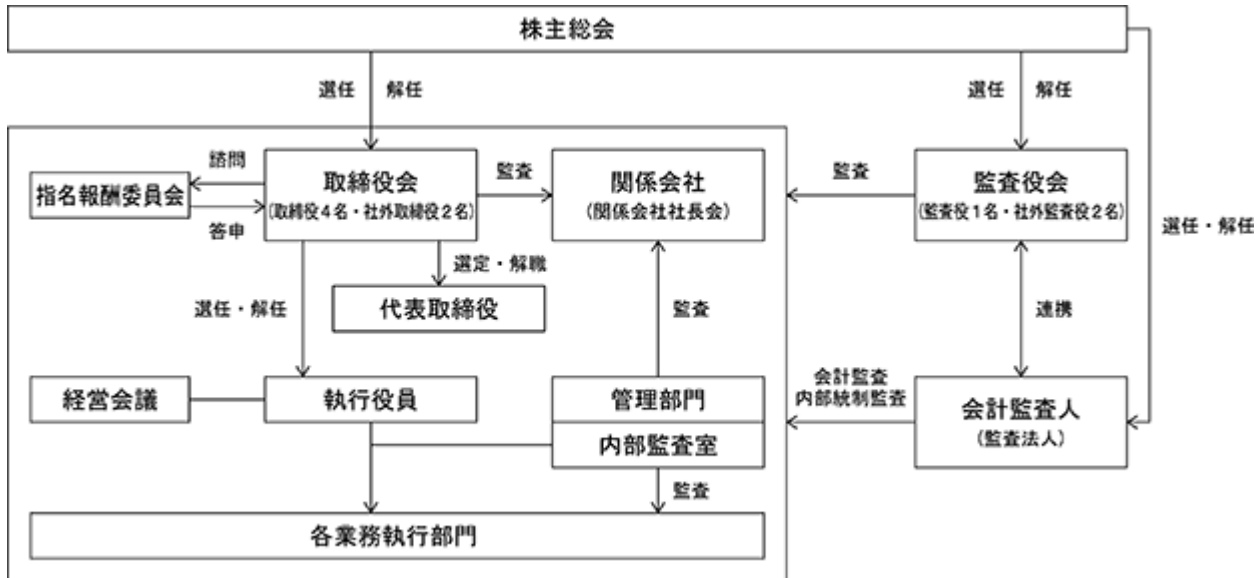 株主総会
選任
解任
選任
解任
選任・解任
諮問
指名報酬委員会
答申
取締役会
(取締役4名・社外取締役2名)
監査
関係会社
(関係会社社長会)
監査
監査役会
(監査役1名・社外監査役2名)
選定・解職
代表取締役
選任・解任
監査
連携
経営会議
執行役員
管理部門
内部監査室
会計監査
内部統制監査
会計監査人
(監査法人)
監査
各業務執行部門